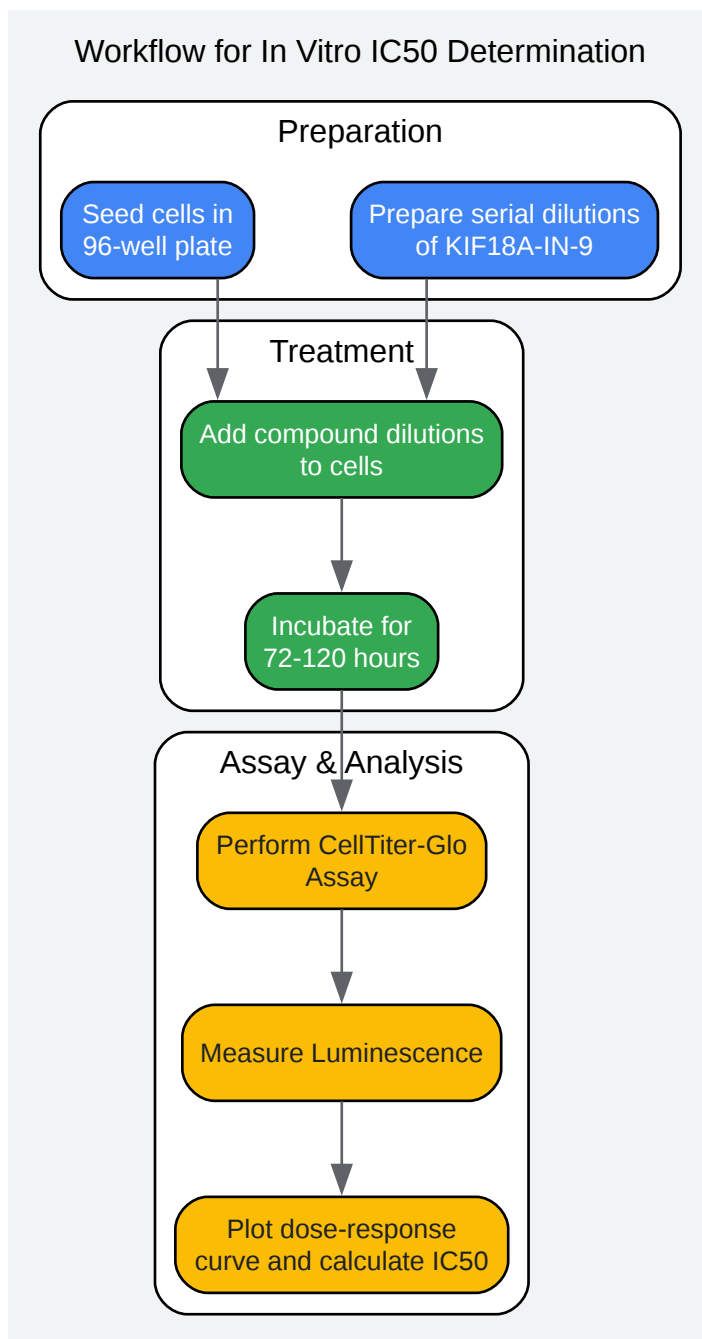 Workflow for In Vitro IC50 Determination
Preparation
Seed cells in
96-well plate
Prepare serial dilutions
of KIF18A-IN-9
Treatment
Add compound dilutions
to cells
Incubate for
72-120 hours
Assay & Analysis
Perform CellTiter-Glo
Assay
Measure Luminescence
Plot dose-response
curve and calculate IC50